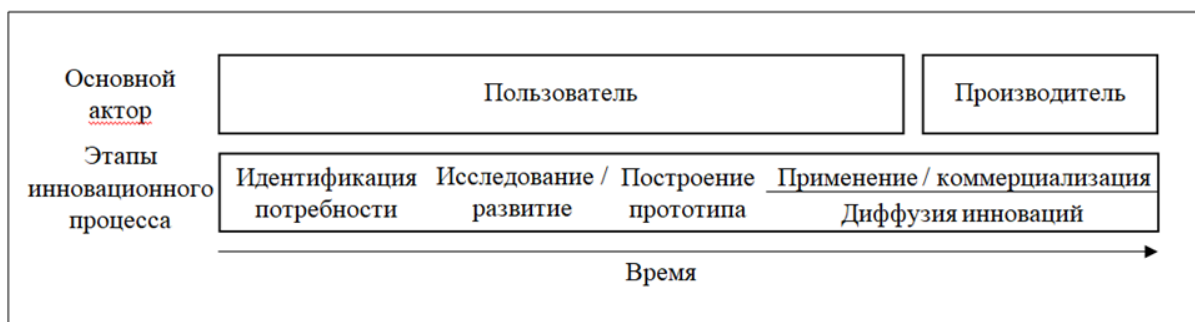 Основной
актор
Пользователь
Производитель
Этапы
инновационного
процесса
Идентификация
потребности
Исследование /
развитие
Построение
прототипа
Применение / коммерциализация
Диффузия инноваций
Время